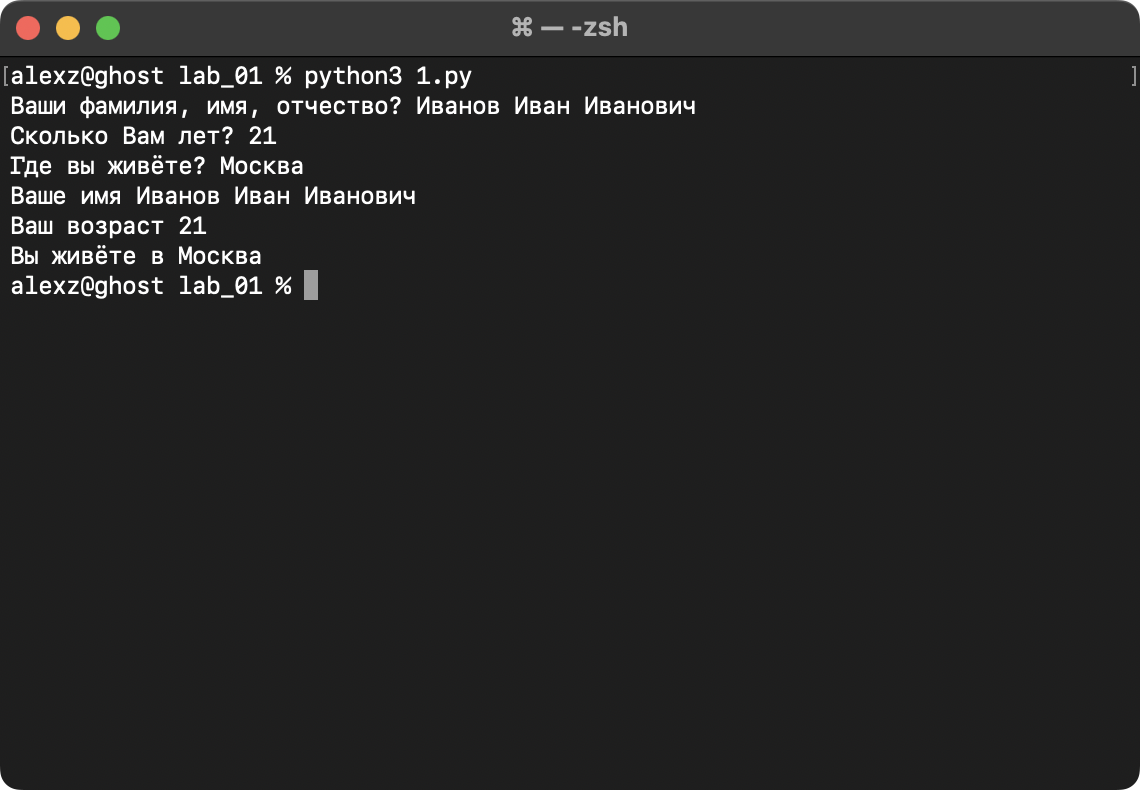 ⌘ — -zsh
[alexz@ghost lab_01 % python3 1.py ]
Ваши фамилия, имя, отчество? Иванов Иван Иванович
Сколько Вам лет? 21
Где вы живёте? Москва
Ваше имя Иванов Иван Иванович
Ваш возраст 21
Вы живёте в Москва
alexz@ghost lab_01 %